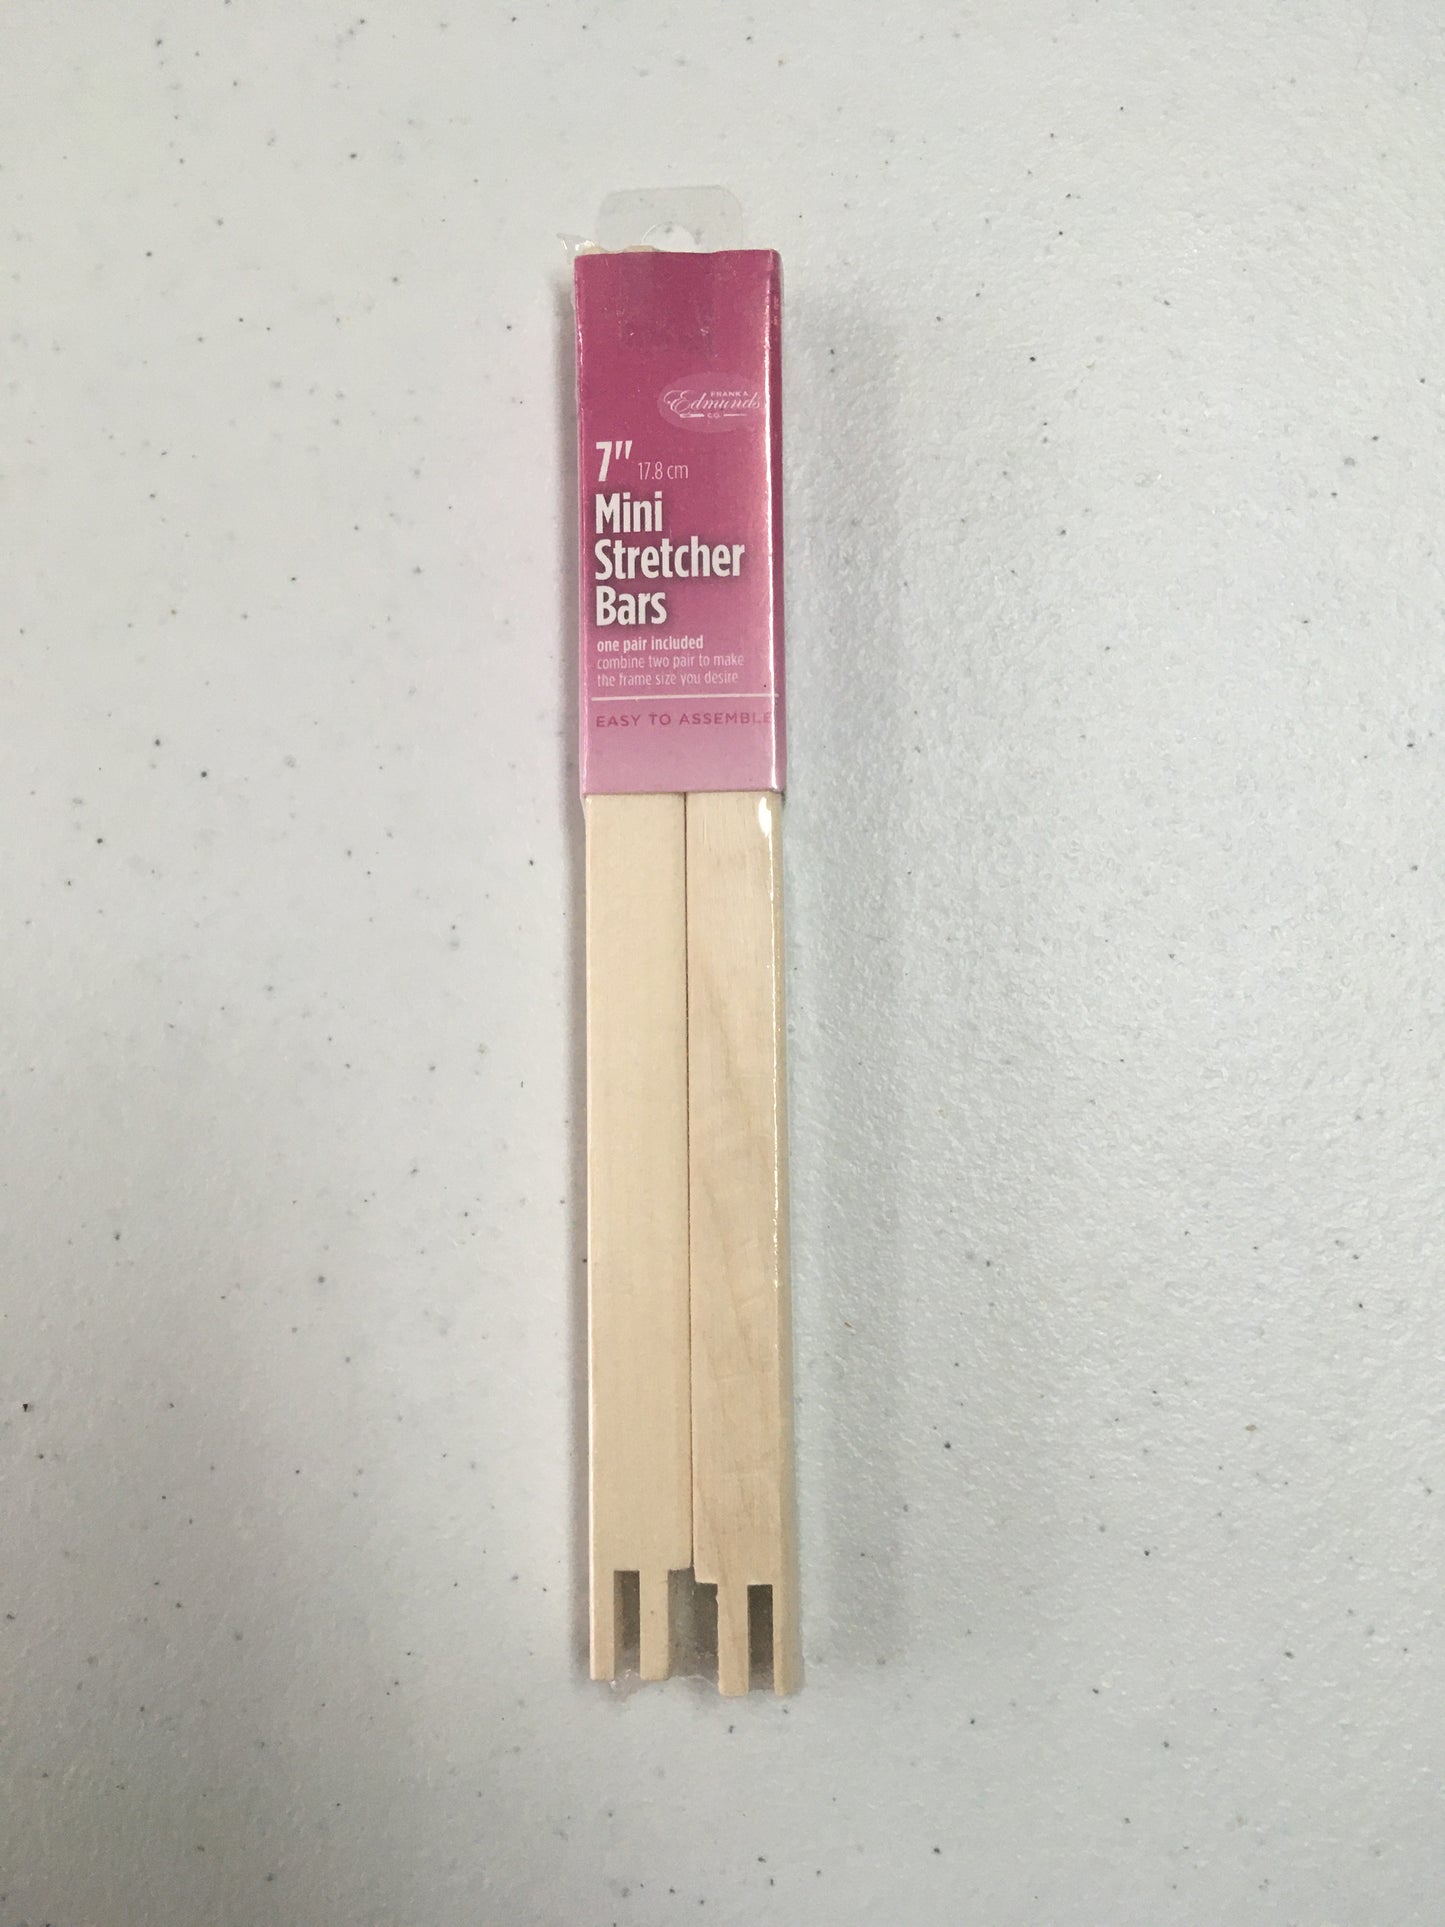 FRANK A.
Edmunds
CO.
7" 17.8 cm
Mini
Stretcher
Bars
one pair included
combine two pair to make
the frame size you desire
EASY TO ASSEMBLE